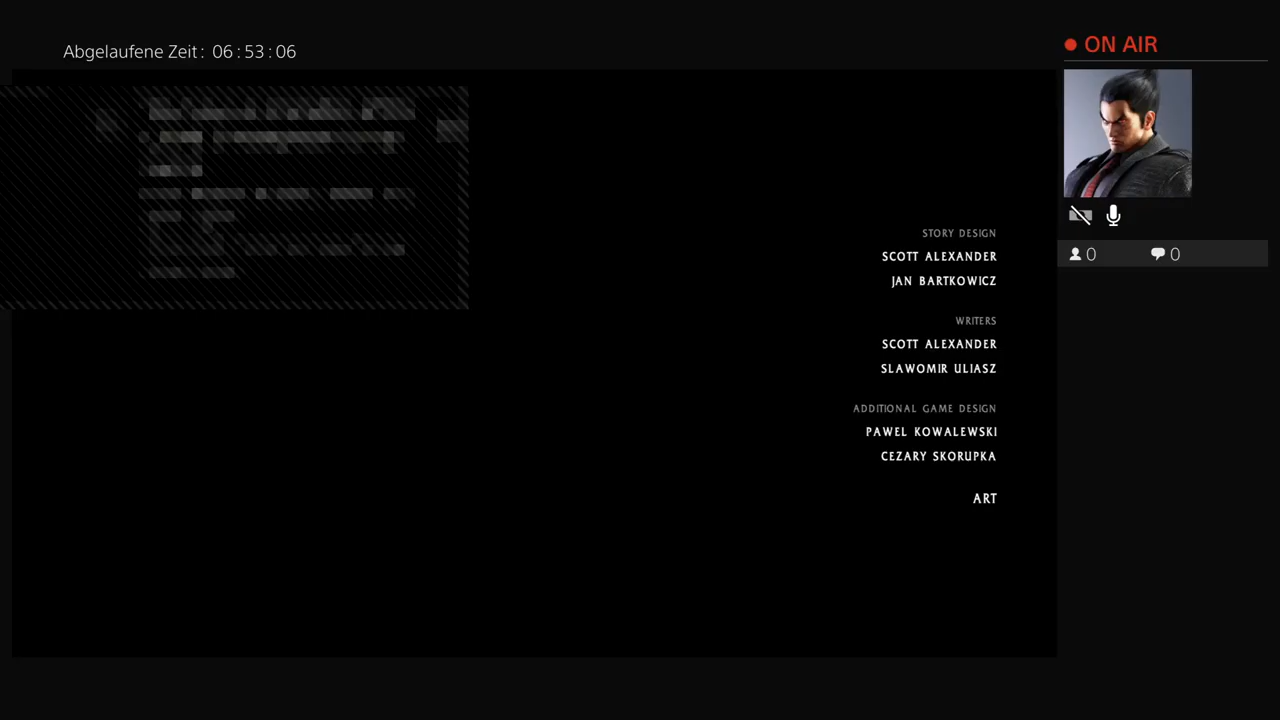 Abgelaufene Zeit: 06:53:06
ON AIR
0 0
STORY DESIGN
SCOTT ALEXANDER
JAN BARTKOWICZ
WRITERS
SCOTT ALEXANDER
SLAWOMIR ULIASZ
ADDITIONAL GAME DESIGN
PAWEL KOWALEWSKI
CEZARY SKORUPKA
ART